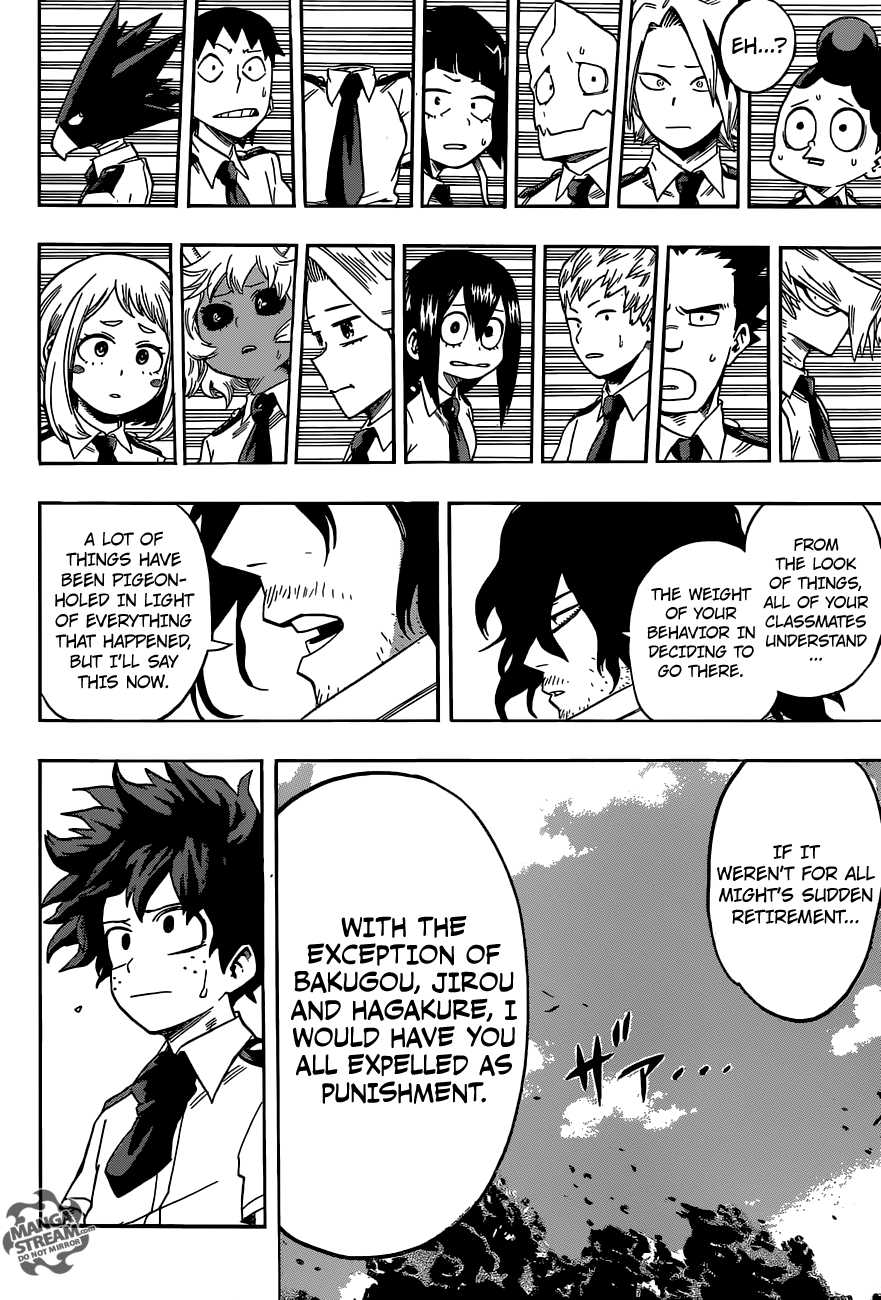 EH...?
FROM
THE LOOK
OF THINGS,
ALL OF YOUR
CLASSMATES
UNDERSTAND
...
THE WEIGHT
OF YOUR
BEHAVIOR IN
DECIDING TO
GO THERE.
A LOT OF
THINGS HAVE
BEEN PIGEON-
HOLED IN LIGHT
OF EVERYTHING
THAT HAPPENED,
BUT I'LL SAY
THIS NOW.
IF IT
WEREN'T FOR ALL
MIGHT'S SUDDEN
RETIREMENT...
ザァ・・・
WITH THE
EXCEPTION OF
BAKUGOU, JIROU
AND HAGAKURE, I
WOULD HAVE YOU
ALL EXPELLED AS
PUNISHMENT.
MANGA
STREAM.com
DO NOT MIRROR!